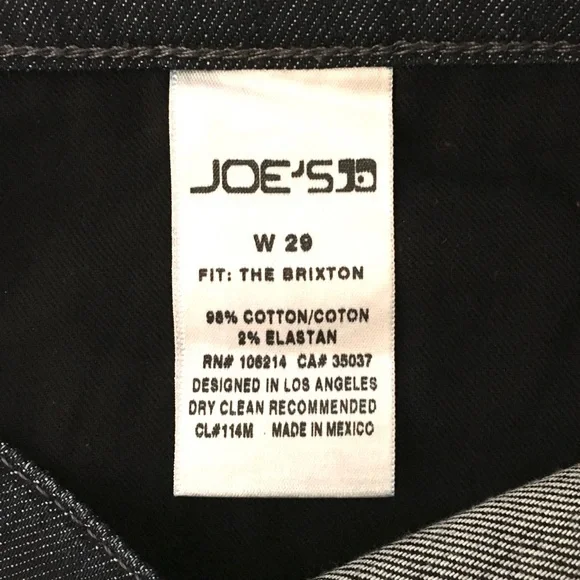 JOE'S
W 29
FIT: THE BRIXTON
98% COTTON/COTON
2% ELASTAN
RN# 106214 CA# 35037
DESIGNED IN LOS ANGELES
DRY CLEAN RECOMMENDED
CL#114M MADE IN MEXICO